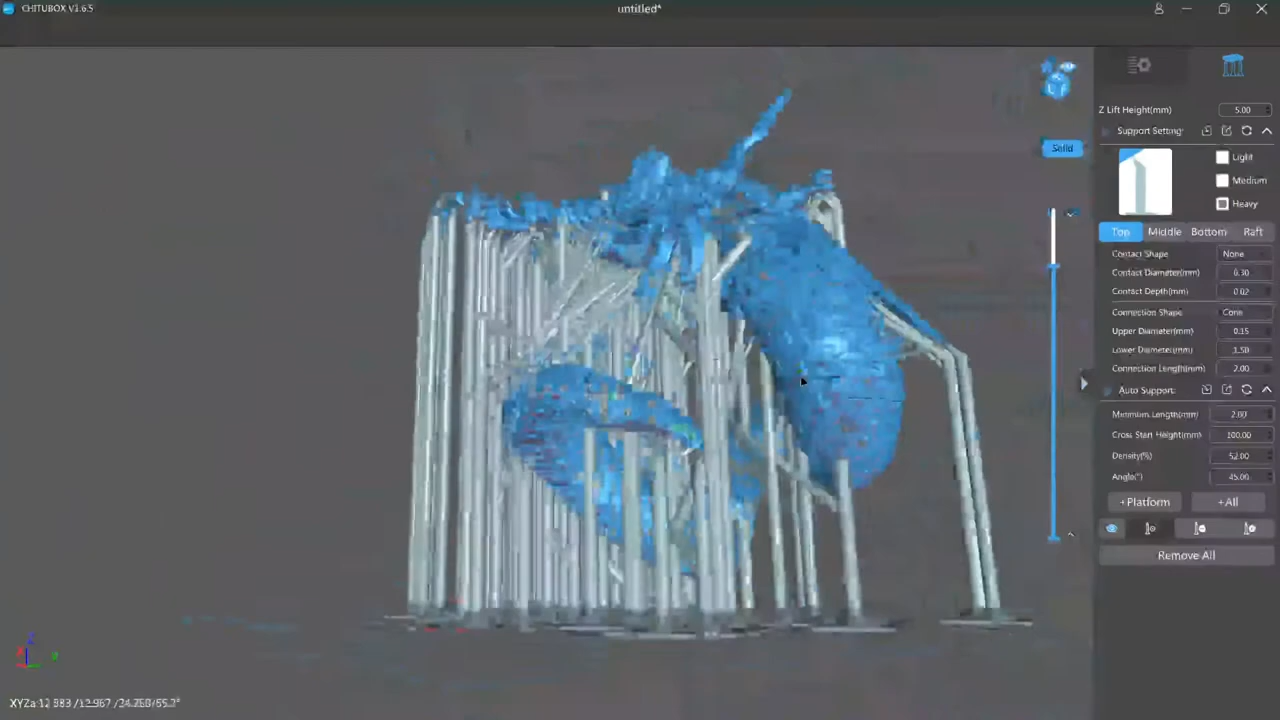 CHITUBOX V1.6.5
untitled*
Z Lift Height(mm) 5.00
Support Setting
Light
Medium
Heavy
Solid
Top Middle Bottom Raft
Contact Shape None
Contact Diameter(mm) 0.30
Contact Depth(mm) 0.02
Connection Shape Cone
Upper Diameter(mm) 0.15
Lower Diameter(mm) 1.50
Connection Length(mm) 2.00
Auto Support:
Minimum Length(mm) 2.00
Cross Start Height(mm) 100.00
Density(%) 52.00
Angle(°) 45.00
+Platform +All
Remove All